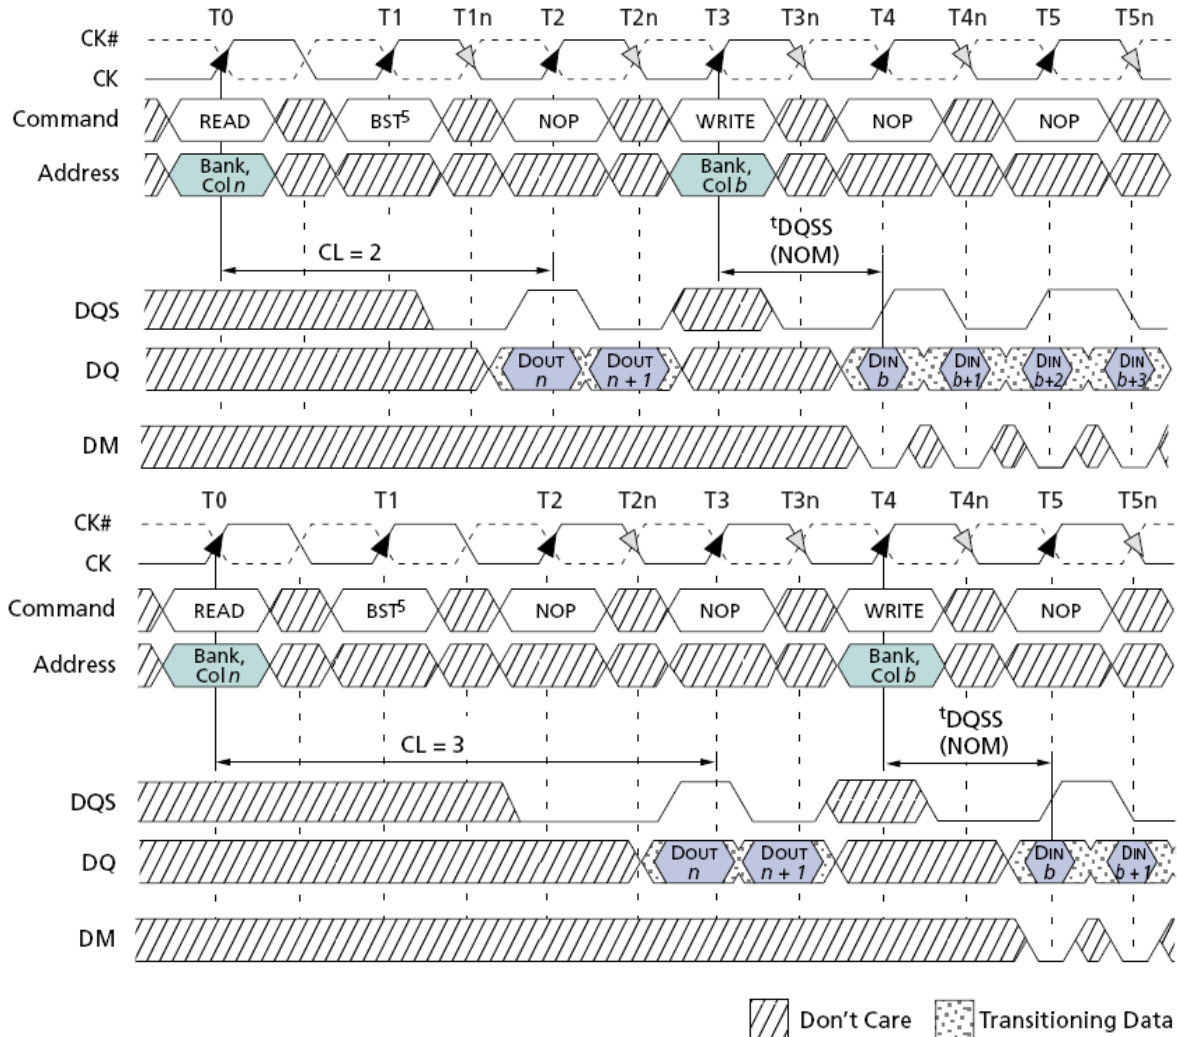 T0 T1 T1n T2 T2n T3 T3n T4 T4n T5 T5n
CK#
CK
Command READ BST5 NOP WRITE NOP NOP
Address Bank, Col n Bank, Col b
CL = 2 tDQSS (NOM)
DQS
DQ DOUT n DOUT n + 1 DIN b DIN b+1 DIN b+2 DIN b+3
DM
T0 T1 T2 T2n T3 T3n T4 T4n T5 T5n
CK#
CK
Command READ BST5 NOP NOP WRITE NOP
Address Bank, Col n Bank, Col b
CL = 3 tDQSS (NOM)
DQS
DQ DOUT n DOUT n + 1 DIN b DIN b+1
DM
Don't Care Transitioning Data